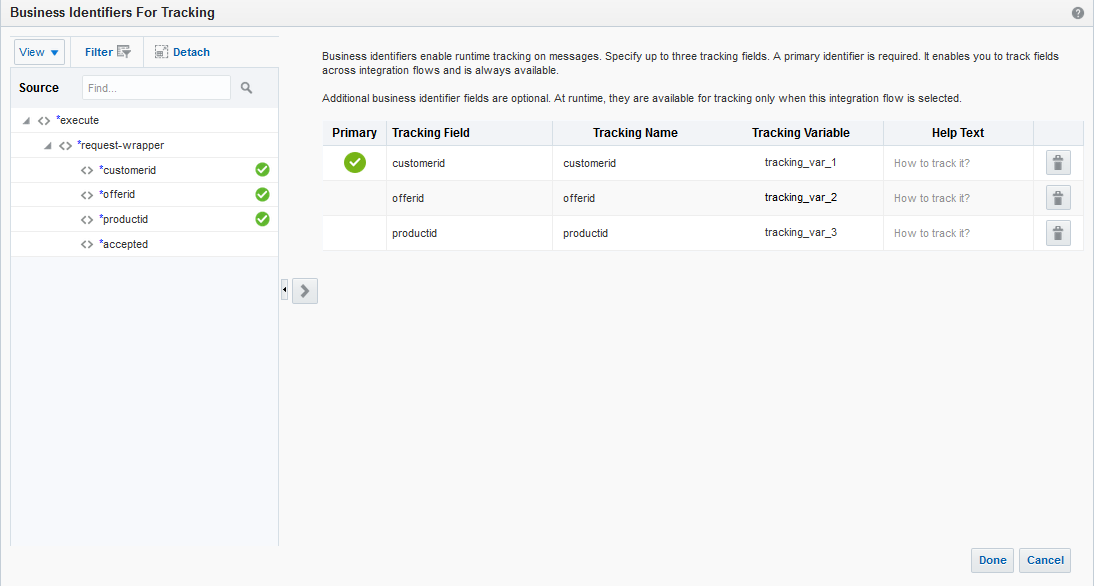 Business Identifiers For Tracking
View
Filter
Detach
Source
Find...
*execute
*request-wrapper
*customerid
*offerid
*productid
*accepted
Business identifiers enable runtime tracking on messages. Specify up to three tracking fields. A primary identifier is required. It enables you to track fields
across integration flows and is always available.
Additional business identifier fields are optional. At runtime, they are available for tracking only when this integration flow is selected.
Primary Tracking Field Tracking Name Tracking Variable Help Text
customerid customerid tracking_var_1 How to track it?
offerid offerid tracking_var_2 How to track it?
productid productid tracking_var_3 How to track it?
Done Cancel